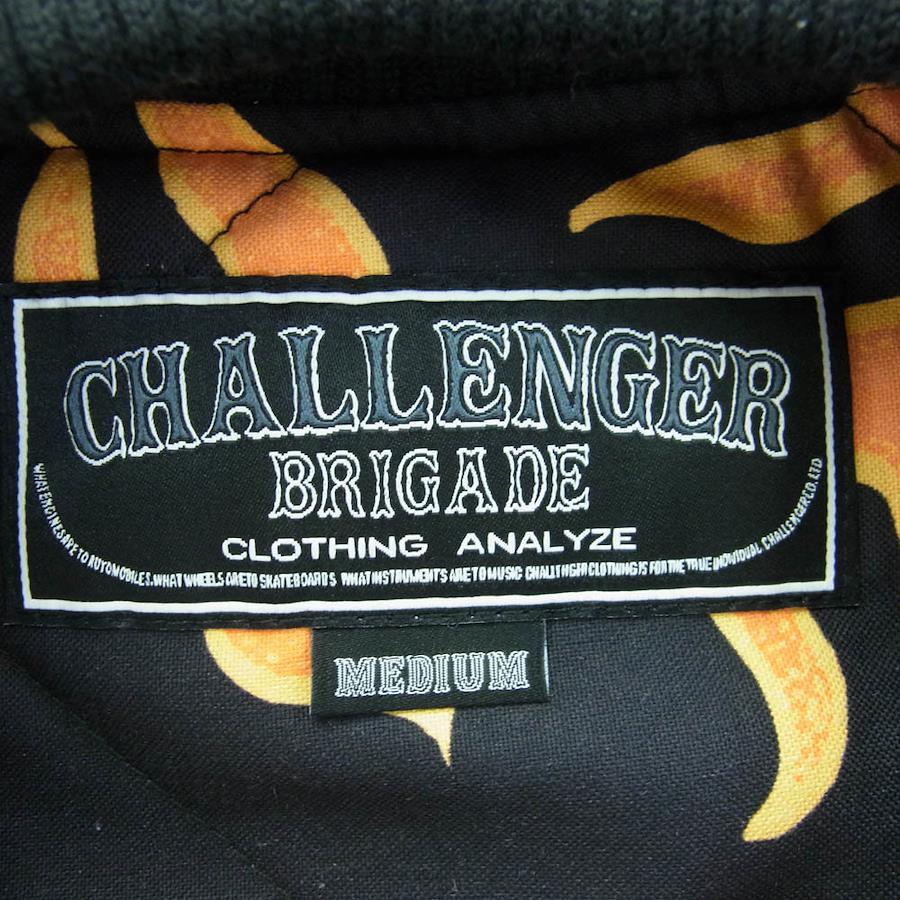 CHALLENGER
BRIGADE
CLOTHING ANALYZE
WHAT ENGINES ARE TO AUTOMOBILES. WHAT WHEELS ARE TO SKATEBOARDS WHAT INSTRUMENTS ARE TO MUSIC CHALLENGER CLOTHING IS FOR THE TRUE INDIVIDUAL. CHALLENGER CO. LTD
MEDIUM